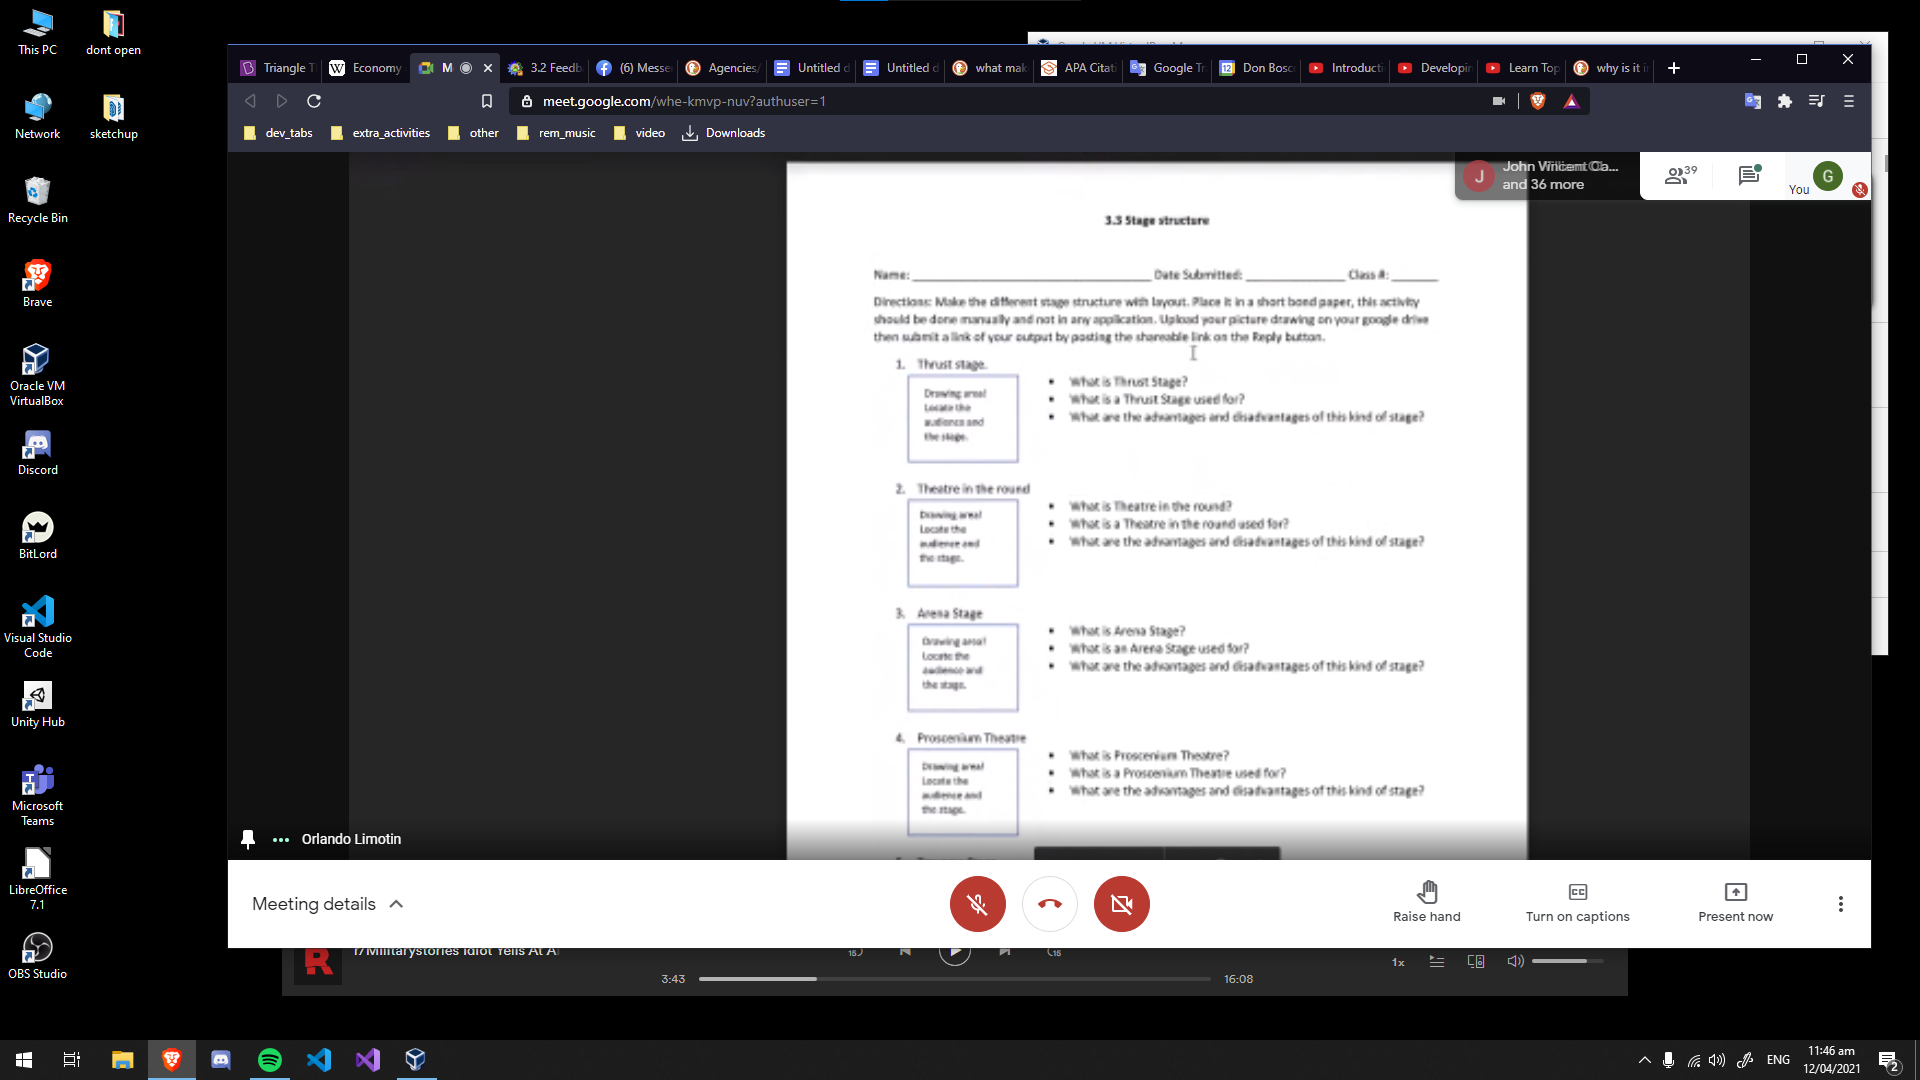 This PC
dont open
Network
sketchup
Recycle Bin
Brave
Oracle VM
VirtualBox
Discord
BitLord
Visual Studio
Code
Unity Hub
Microsoft
Teams
LibreOffice
7.1
OBS Studio
Triangle T
Economy
M
3.2 Feedb
(6) Messe
Agencies/
Untitled d
Untitled d
what mak
APA Citati
Google Tr
Don Bosc
Introducti
Developin
Learn Top
why is it i
meet.google.com/whe-kmvp-nuv?authuser=1
dev_tabs
extra_activities
other
rem_music
video
Downloads
John Vincent Cla...
and 36 more
39
You
G
J
3.3 Stage structure
Name: ____________ Date Submitted: ____________ Class #: ______
Directions: Make the different stage structure with layout. Place it in a short bond paper, this activity
should be done manually and not in any application. Upload your picture drawing on your google drive
then submit a link of your output by pasting the shareable link on the Reply button.
1. Thrust stage.
Drawing area!
Locate the
audience and
the stage.
• What is Thrust Stage?
• What is a Thrust Stage used for?
• What are the advantages and disadvantages of this kind of stage?
2. Theatre in the round
Drawing area!
Locate the
audience and
the stage.
• What is Theatre in the round?
• What is a Theatre in the round used for?
• What are the advantages and disadvantages of this kind of stage?
3. Arena Stage
Drawing area!
Locate the
audience and
the stage.
• What is Arena Stage?
• What is an Arena Stage used for?
• What are the advantages and disadvantages of this kind of stage?
4. Proscenium Theatre
Drawing area!
Locate the
audience and
the stage.
• What is Proscenium Theatre?
• What is a Proscenium Theatre used for?
• What are the advantages and disadvantages of this kind of stage?
Orlando Limotin
Meeting details
Raise hand
Turn on captions
Present now
r/Militarystories Idiot Yells At A
15
15
3:43
16:08
1x
ENG
11:46 am
12/04/2021
2